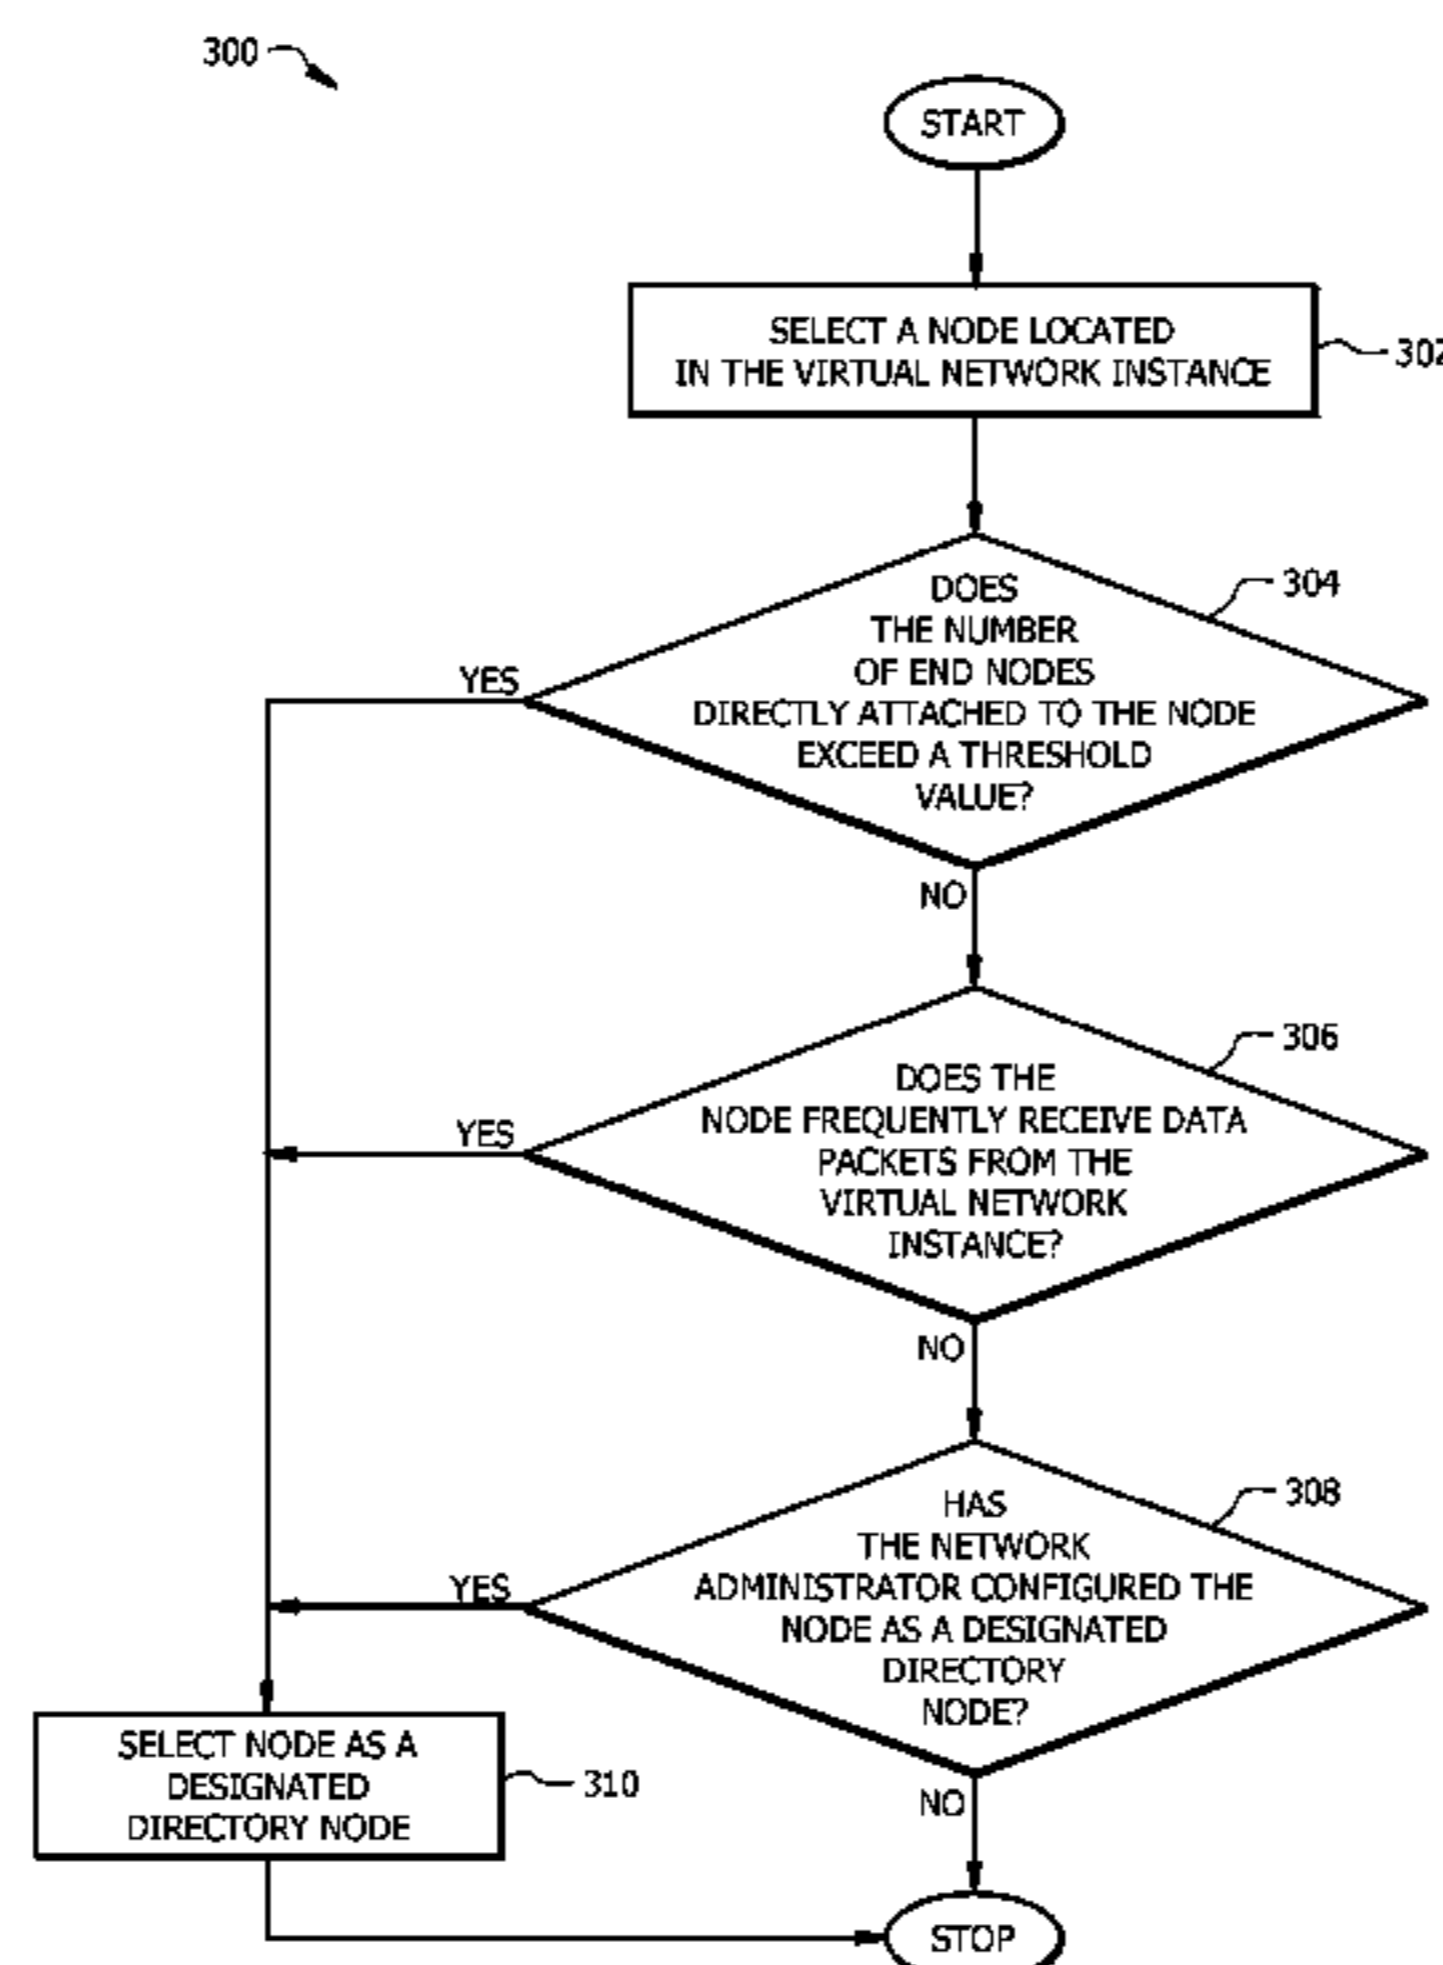 300
START
SELECT A NODE LOCATED
IN THE VIRTUAL NETWORK INSTANCE
302
DOES
THE NUMBER
OF END NODES
DIRECTLY ATTACHED TO THE NODE
EXCEED A THRESHOLD
VALUE?
304
YES
NO
DOES THE
NODE FREQUENTLY RECEIVE DATA
PACKETS FROM THE
VIRTUAL NETWORK
INSTANCE?
306
YES
NO
HAS
THE NETWORK
ADMINISTRATOR CONFIGURED THE
NODE AS A DESIGNATED
DIRECTORY
NODE?
308
YES
NO
SELECT NODE AS A
DESIGNATED
DIRECTORY NODE
310
STOP